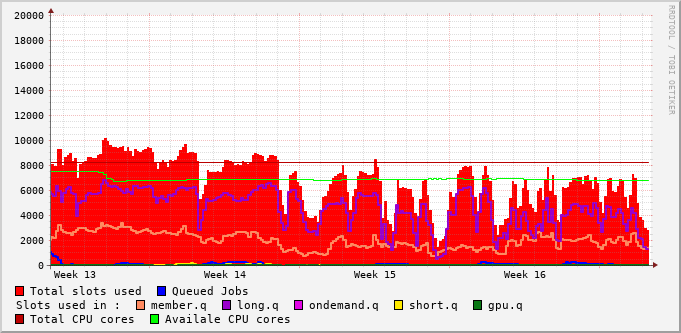 20000
18000
16000
14000
12000
10000
8000
6000
4000
2000
0
Week 13 Week 14 Week 15 Week 16
RRDTOOL / TOBI OETIKER
Total slots used Queued Jobs
Slots used in : member.q long.q ondemand.q short.q gpu.q
Total CPU cores Availale CPU cores